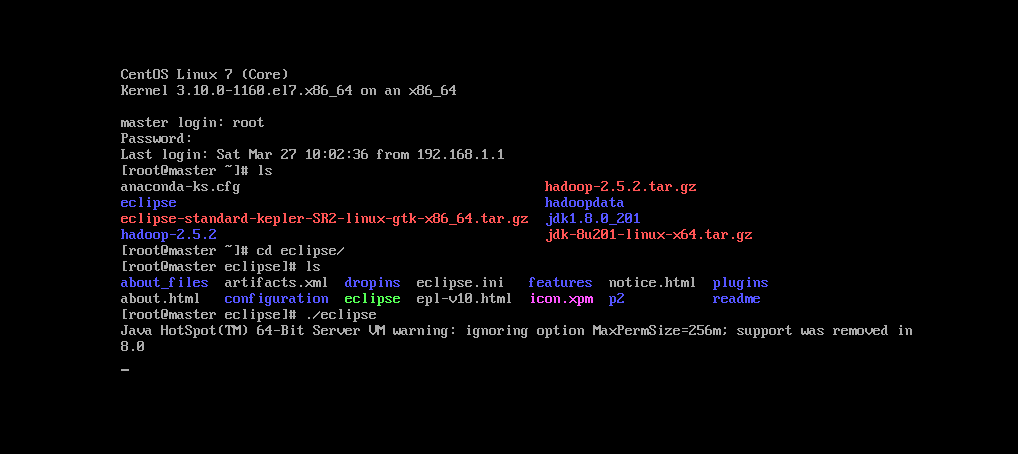 CentOS Linux 7 (Core)
Kernel 3.10.0-1160.el7.x86_64 on an x86_64
master login: root
Password:
Last login: Sat Mar 27 10:02:36 from 192.168.1.1
[root@master ~]# ls
anaconda-ks.cfg hadoop-2.5.2.tar.gz
eclipse hadoopdata
eclipse-standard-kepler-SR2-linux-gtk-x86_64.tar.gz jdk1.8.0_201
hadoop-2.5.2 jdk-8u201-linux-x64.tar.gz
[root@master ~]# cd eclipse/
[root@master eclipse]# ls
about_files artifacts.xml dropins eclipse.ini features notice.html plugins
about.html configuration eclipse epl-v10.html icon.xpm p2 readme
[root@master eclipse]# ./eclipse
Java HotSpot(TM) 64-Bit Server VM warning: ignoring option MaxPermSize=256m; support was removed in
8.0